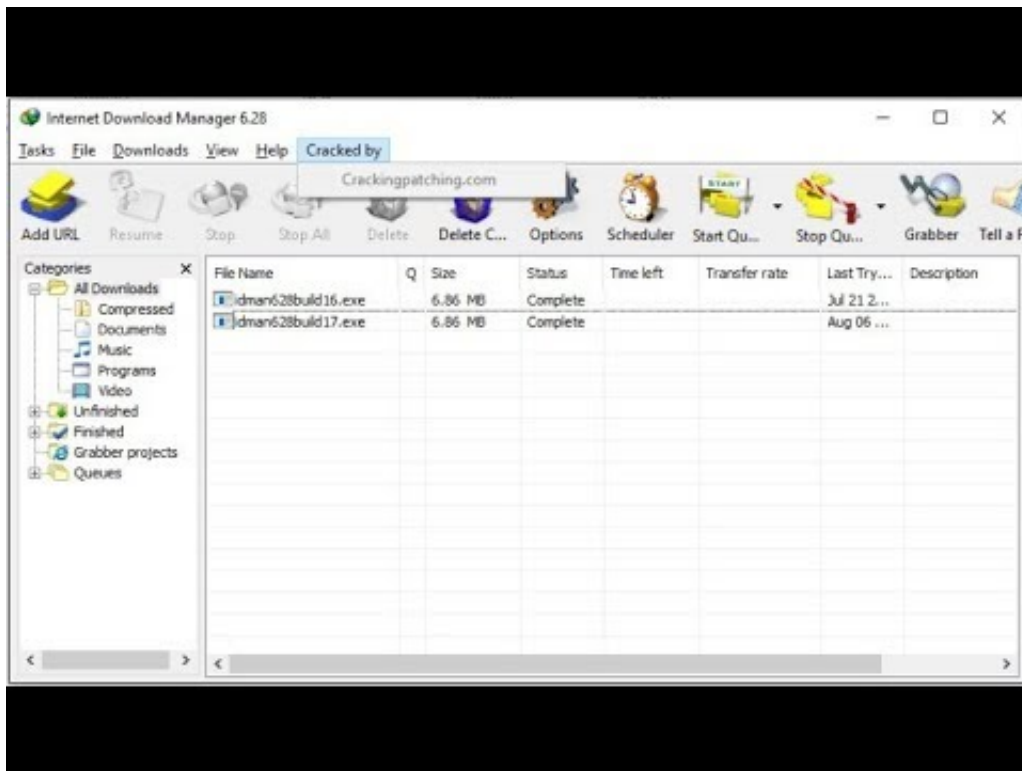 Internet Download Manager 6.28
Tasks File Downloads View Help Cracked by
Crackingpatching.com
Add URL Resume Stop Stop All Delete Delete C... Options Scheduler Start Qu... Stop Qu... Grabber Tell a F
Categories
File Name Q Size Status Time left Transfer rate Last Try... Description
All Downloads
idman628build16.exe 6.86 MB Complete Jul 21 2...
Compressed
idman628build17.exe 6.86 MB Complete Aug 06 ...
Documents
Music
Programs
Video
Unfinished
Finished
Grabber projects
Queues